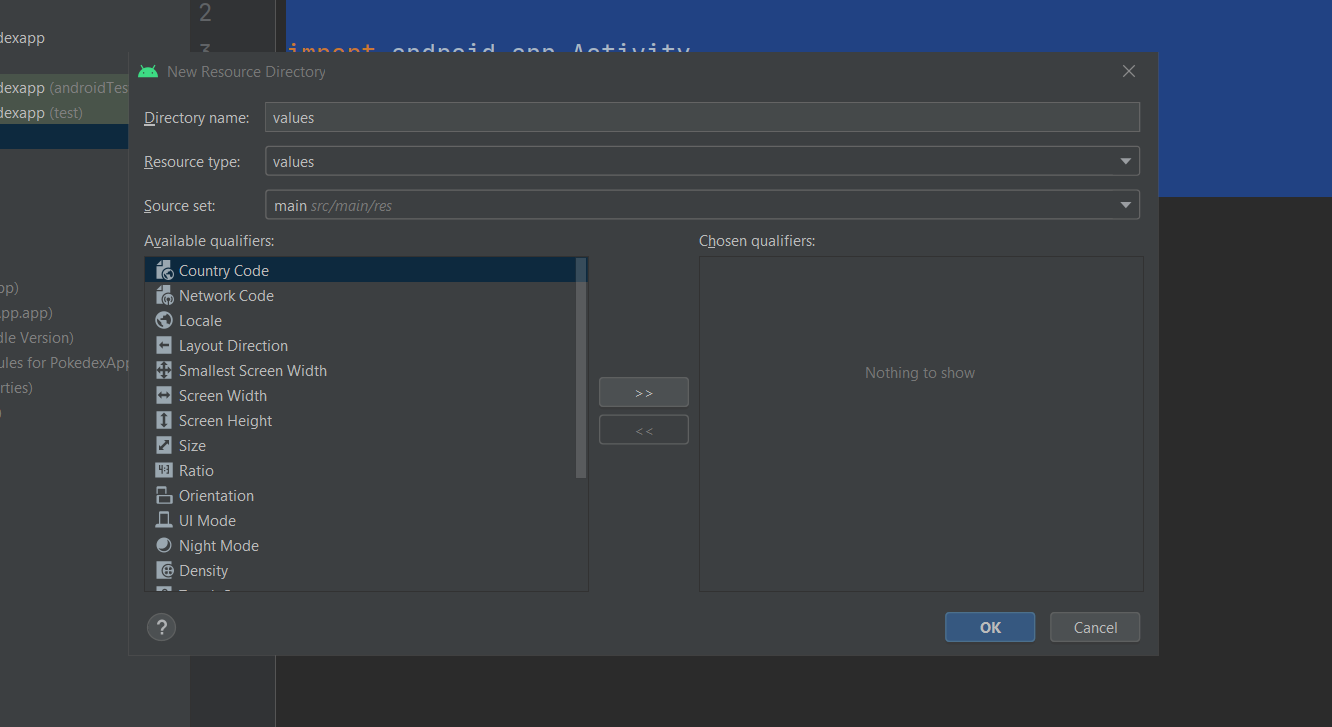 2
dexapp
3 import android.app.Activity
New Resource Directory
dexapp (androidTes
Directory name: values
dexapp (test)
Resource type: values
Source set: main src/main/res
Available qualifiers:
Chosen qualifiers:
Country Code
Network Code
Locale
Layout Direction
Smallest Screen Width
Screen Width
Screen Height
Size
Ratio
Orientation
UI Mode
Night Mode
Density
>>
<<
Nothing to show
pp)
pp.app)
dle Version)
ules for PokedexApp
rties)
)
?
OK
Cancel